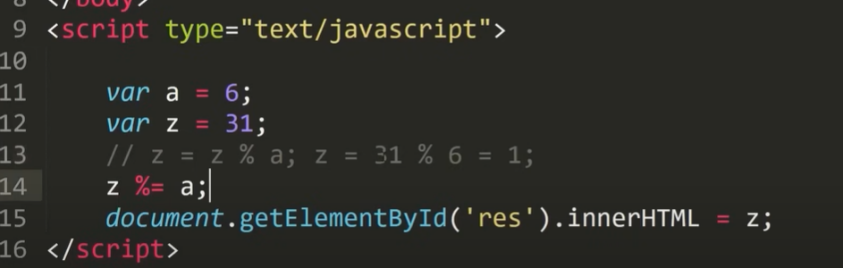 8 </body>
9 <script type="text/javascript">
10
11 var a = 6;
12 var z = 31;
13 // z = z % a; z = 31 % 6 = 1;
14 z %= a;
15 document.getElementById('res').innerHTML = z;
16 </script>